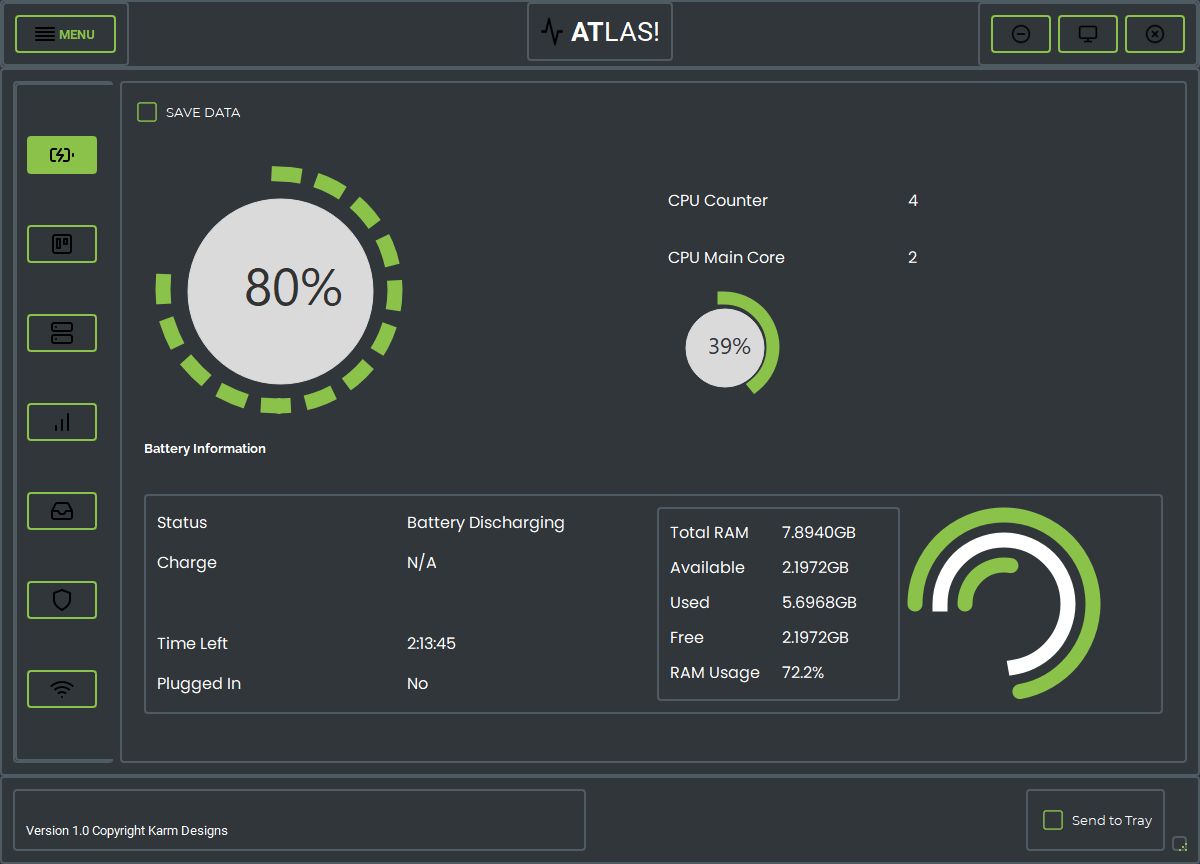 MENU
ATLAS!
SAVE DATA
80%
CPU Counter 4
CPU Main Core 2
39%
Battery Information
Status Battery Discharging
Charge N/A
Time Left 2:13:45
Plugged In No
Total RAM 7.8940GB
Available 2.1972GB
Used 5.6968GB
Free 2.1972GB
RAM Usage 72.2%
Version 1.0 Copyright Karm Designs
Send to Tray